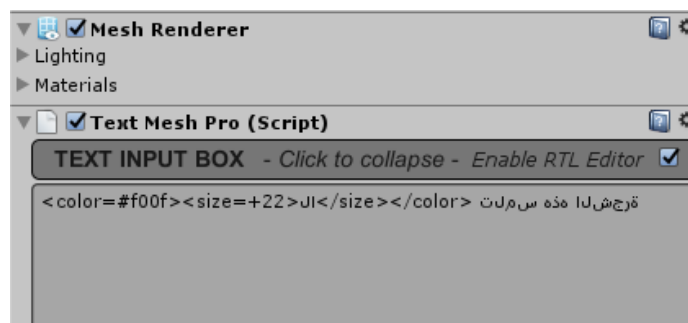 Mesh Renderer
Lighting
Materials
Text Mesh Pro (Script)
TEXT INPUT BOX - Click to collapse - Enable RTL Editor
<color=#f00f><size=+22>ال</size></color> ةرجشلا هذه سملت